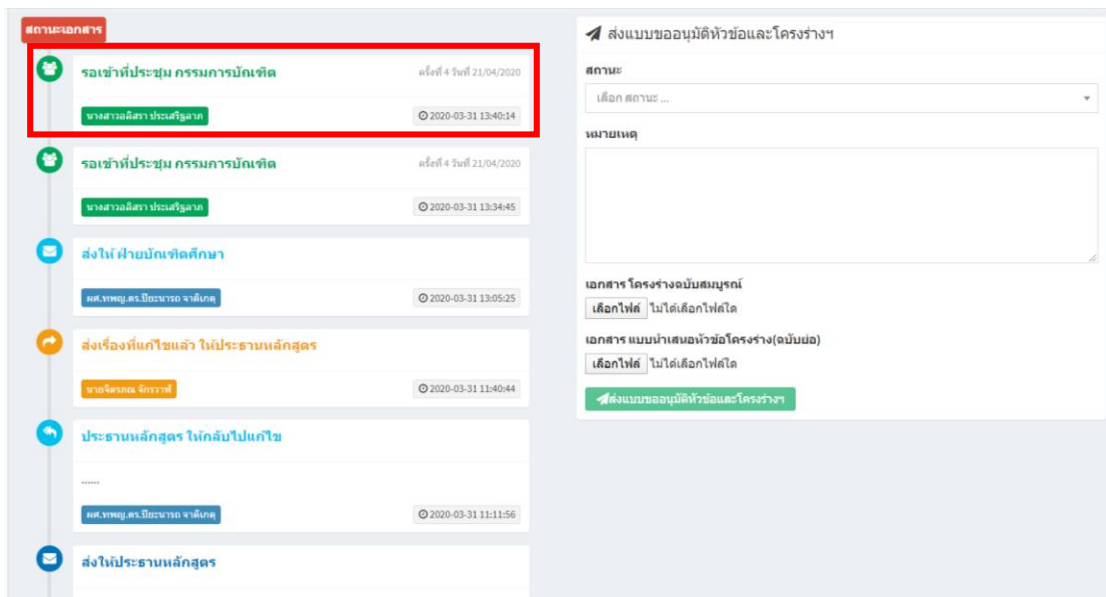 สถานะเอกสาร
รอเข้าที่ประชุม กรรมการบัณฑิต
ครั้งที่ 4 วันที่ 21/04/2020
นางสาวอลิสรา ประเสริฐลาภ
2020-03-31 13:40:14
รอเข้าที่ประชุม กรรมการบัณฑิต
ครั้งที่ 4 วันที่ 21/04/2020
นางสาวอลิสรา ประเสริฐลาภ
2020-03-31 13:34:45
ส่งให้ ฝ่ายบัณฑิตศึกษา
ผศ.ทพญ.ดร.ปิยะนารถ จาติเกตุ
2020-03-31 13:05:25
ส่งเรื่องที่แก้ไขแล้ว ให้ประธานหลักสูตร
2020-03-31 11:40:44
ประธานหลักสูตร ให้กลับไปแก้ไข
......
ผศ.ทพญ.ดร.ปิยะนารถ จาติเกตุ
2020-03-31 11:11:56
ส่งให้ประธานหลักสูตร
ส่งแบบขออนุมัติหัวข้อและโครงร่างฯ
สถานะ
เลือก สถานะ ...
หมายเหตุ
เอกสาร โครงร่างฉบับสมบูรณ์
เลือกไฟล์ ไม่ได้เลือกไฟล์ใด
เอกสาร แบบนำเสนอหัวข้อโครงร่าง(ฉบับย่อ)
เลือกไฟล์ ไม่ได้เลือกไฟล์ใด
ส่งแบบขออนุมัติหัวข้อและโครงร่างฯ